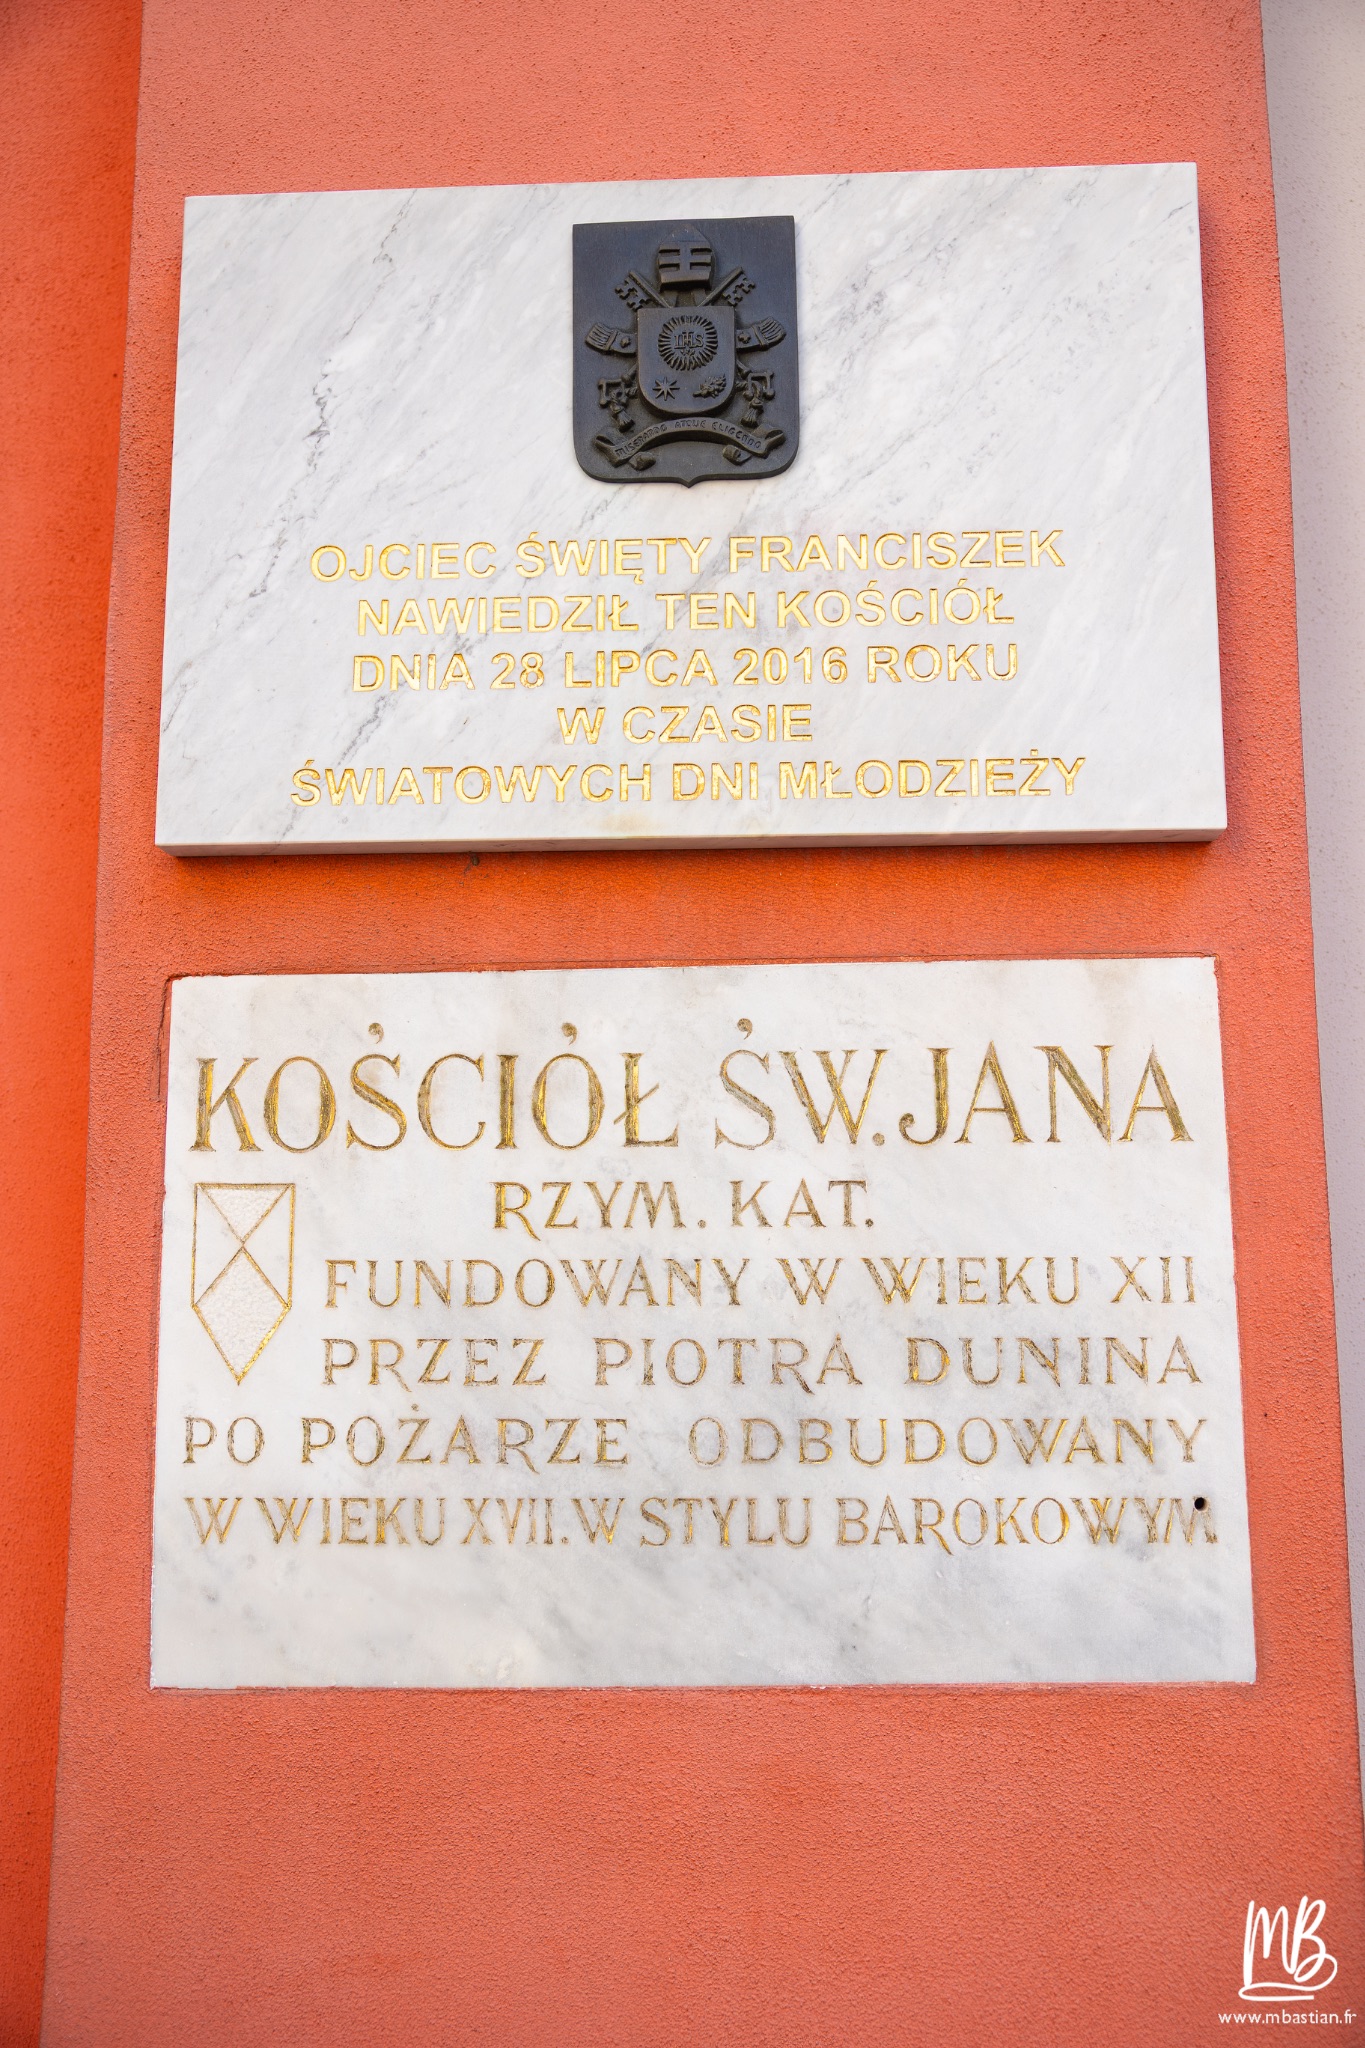 IHS
MISERANDO ATQUE ELIGENDO
OJCIEC ŚWIĘTY FRANCISZEK
NAWIEDZIŁ TEN KOŚCIÓŁ
DNIA 28 LIPCA 2016 ROKU
W CZASIE
ŚWIATOWYCH DNI MŁODZIEŻY
KOŚCIÓŁ ŚW. JANA
RZYM. KAT.
FUNDOWANY W WIEKU XII
PRZEZ PIOTRA DUNINA
PO POŻARZE ODBUDOWANY
W WIEKU XVII. W STYLU BAROKOWYM.
MB
www.mbastian.fr